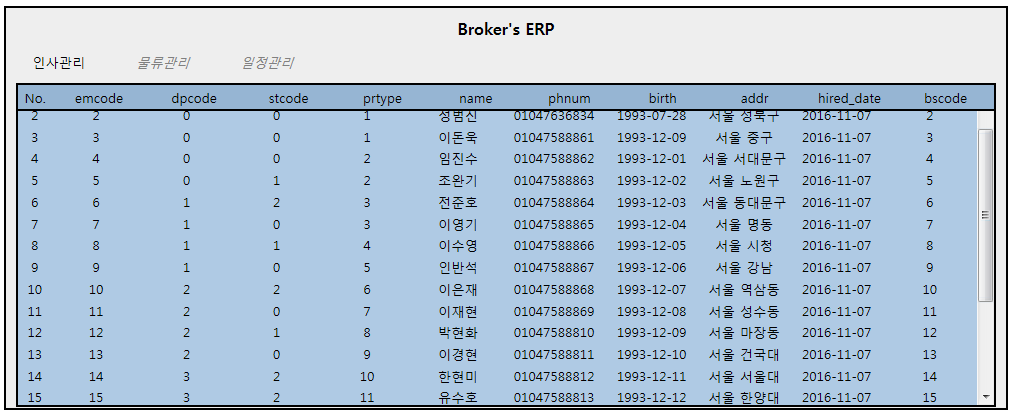 Broker's ERP
인사관리 물류관리 일정관리
No. emcode dpcode stcode prtype name phnum birth addr hired_date bscode
2 2 0 0 1 성범신 01047636834 1993-07-28 서울 성북구 2016-11-07 2
3 3 0 0 1 이돈욱 01047588861 1993-12-09 서울 중구 2016-11-07 3
4 4 0 0 2 임진수 01047588862 1993-12-01 서울 서대문구 2016-11-07 4
5 5 0 1 2 조완기 01047588863 1993-12-02 서울 노원구 2016-11-07 5
6 6 1 2 3 전준호 01047588864 1993-12-03 서울 동대문구 2016-11-07 6
7 7 1 0 3 이영기 01047588865 1993-12-04 서울 명동 2016-11-07 7
8 8 1 1 4 이수영 01047588866 1993-12-05 서울 시청 2016-11-07 8
9 9 1 0 5 인반석 01047588867 1993-12-06 서울 강남 2016-11-07 9
10 10 2 2 6 이은재 01047588868 1993-12-07 서울 역삼동 2016-11-07 10
11 11 2 0 7 이재현 01047588869 1993-12-08 서울 성수동 2016-11-07 11
12 12 2 1 8 박현화 01047588810 1993-12-09 서울 마장동 2016-11-07 12
13 13 2 0 9 이경현 01047588811 1993-12-10 서울 건국대 2016-11-07 13
14 14 3 2 10 한현미 01047588812 1993-12-11 서울 서울대 2016-11-07 14
15 15 3 2 11 유수호 01047588813 1993-12-12 서울 한양대 2016-11-07 15